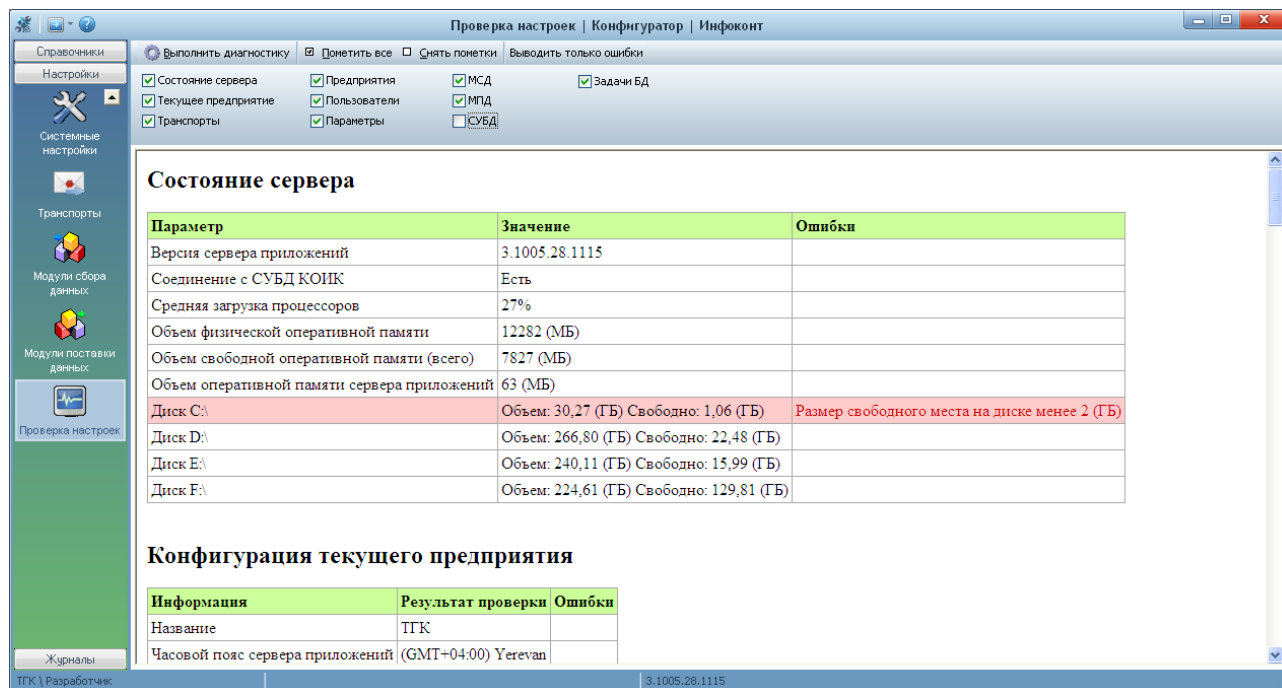 Проверка настроек | Конфигуратор | Инфоконт
Справочники
Настройки
Системные
настройки
Транспорты
Модули сбора
данных
Модули поставки
данных
Проверка настроек
Журналы
Выполнить диагностику Пометить все Снять пометки Выводить только ошибки
Состояние сервера Предприятия МСД Задачи БД
Текущее предприятие Пользователи МПД
Транспорты Параметры СУБД
Состояние сервера
Параметр Значение Ошибки
Версия сервера приложений 3.1005.28.1115
Соединение с СУБД КОИК Есть
Средняя загрузка процессоров 27%
Объем физической оперативной памяти 12282 (МБ)
Объем свободной оперативной памяти (всего) 7827 (МБ)
Объем оперативной памяти сервера приложений 63 (МБ)
Диск C:\ Объем: 30,27 (ГБ) Свободно: 1,06 (ГБ) Размер свободного места на диске менее 2 (ГБ)
Диск D:\ Объем: 266,80 (ГБ) Свободно: 22,48 (ГБ)
Диск E:\ Объем: 240,11 (ГБ) Свободно: 15,99 (ГБ)
Диск F:\ Объем: 224,61 (ГБ) Свободно: 129,81 (ГБ)
Конфигурация текущего предприятия
Информация Результат проверки Ошибки
Название ТГК
Часовой пояс сервера приложений (GMT+04:00) Yerevan
ТГК \ Разработчик 3.1005.28.1115